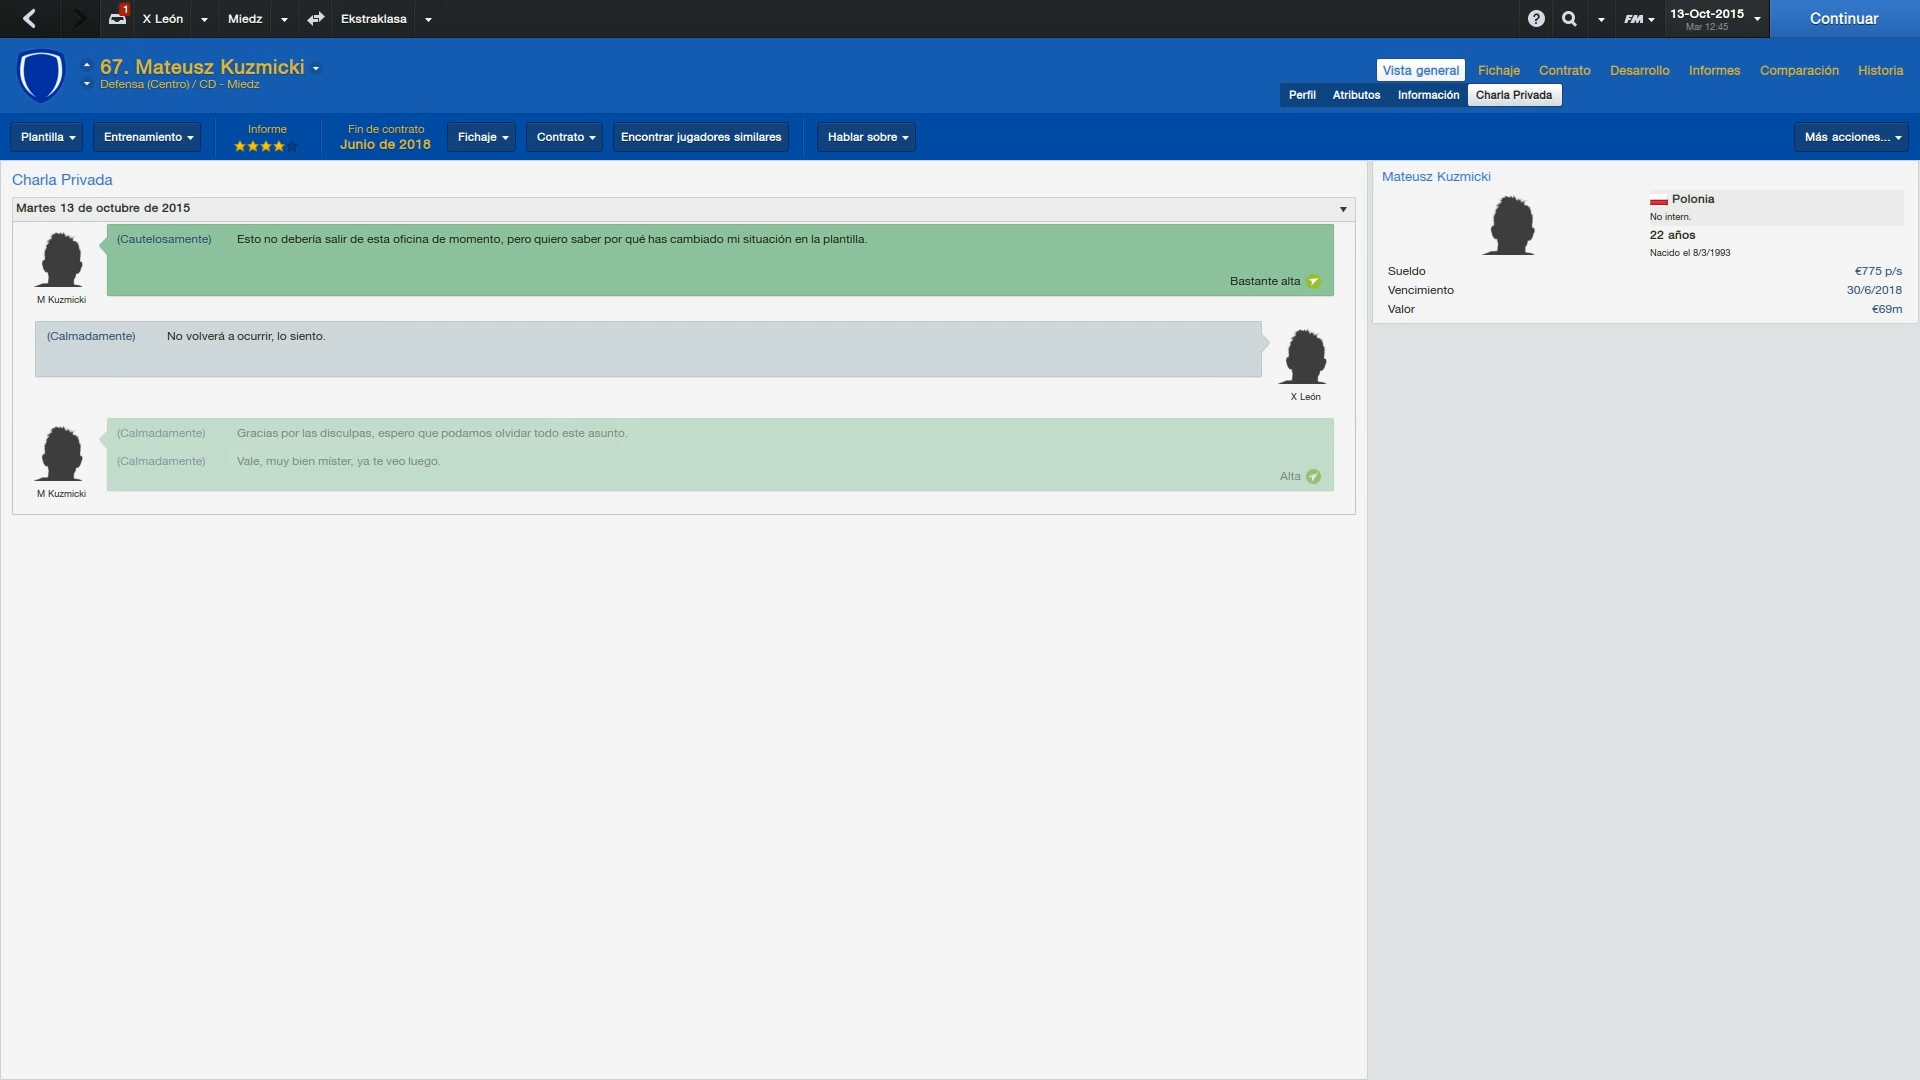 1
X León
Miedz
Ekstraklasa
?
FM
13-Oct-2015
Mar 12:45
Continuar
67. Mateusz Kuzmicki
Defensa (Centro) / CD - Miedz
Vista general
Fichaje
Contrato
Desarrollo
Informes
Comparación
Historia
Perfil
Atributos
Información
Charla Privada
Plantilla
Entrenamiento
Informe
Fin de contrato
Junio de 2018
Fichaje
Contrato
Encontrar jugadores similares
Hablar sobre
Más acciones...
Charla Privada
Martes 13 de octubre de 2015
(Cautelosamente) Esto no debería salir de esta oficina de momento, pero quiero saber por qué has cambiado mi situación en la plantilla.
Bastante alta
M Kuzmicki
(Calmadamente) No volverá a ocurrir, lo siento.
X León
(Calmadamente) Gracias por las disculpas, espero que podamos olvidar todo este asunto.
(Calmadamente) Vale, muy bien míster, ya te veo luego.
Alta
M Kuzmicki
Mateusz Kuzmicki
Polonia
No intern.
22 años
Nacido el 8/3/1993
Sueldo €775 p/s
Vencimiento 30/6/2018
Valor €69m